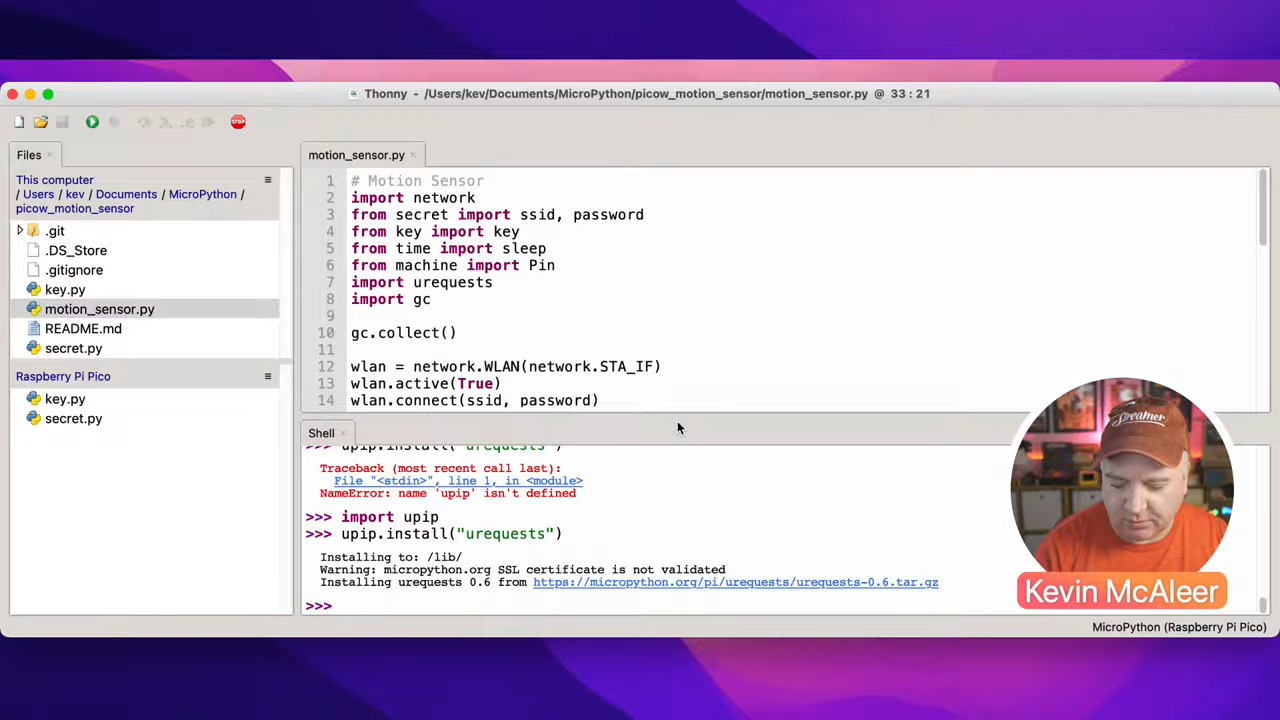 Thonny - /Users/kev/Documents/MicroPython/picow_motion_sensor/motion_sensor.py @ 33 : 21
STOP
Files
This computer
/ Users / kev / Documents / MicroPython /
picow_motion_sensor
.git
.DS_Store
.gitignore
key.py
motion_sensor.py
README.md
secret.py
Raspberry Pi Pico
key.py
secret.py
motion_sensor.py
1 # Motion Sensor
2 import network
3 from secret import ssid, password
4 from key import key
5 from time import sleep
6 from machine import Pin
7 import urequests
8 import gc
9
10 gc.collect()
11
12 wlan = network.WLAN(network.STA_IF)
13 wlan.active(True)
14 wlan.connect(ssid, password)
Shell
>>> upip.install("urequests")
Traceback (most recent call last):
File "<stdin>", line 1, in <module>
NameError: name 'upip' isn't defined
>>> import upip
>>> upip.install("urequests")
Installing to: /lib/
Warning: micropython.org SSL certificate is not validated
Installing urequests 0.6 from https://micropython.org/pi/urequests/urequests-0.6.tar.gz
>>>
Streamer
Kevin McAleer
MicroPython (Raspberry Pi Pico)